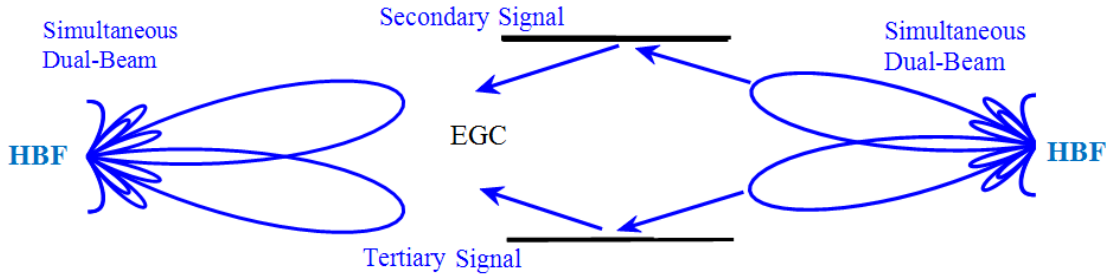 Secondary Signal
Simultaneous
Dual-Beam
Simultaneous
Dual-Beam
HBF
EGC
HBF
Tertiary Signal